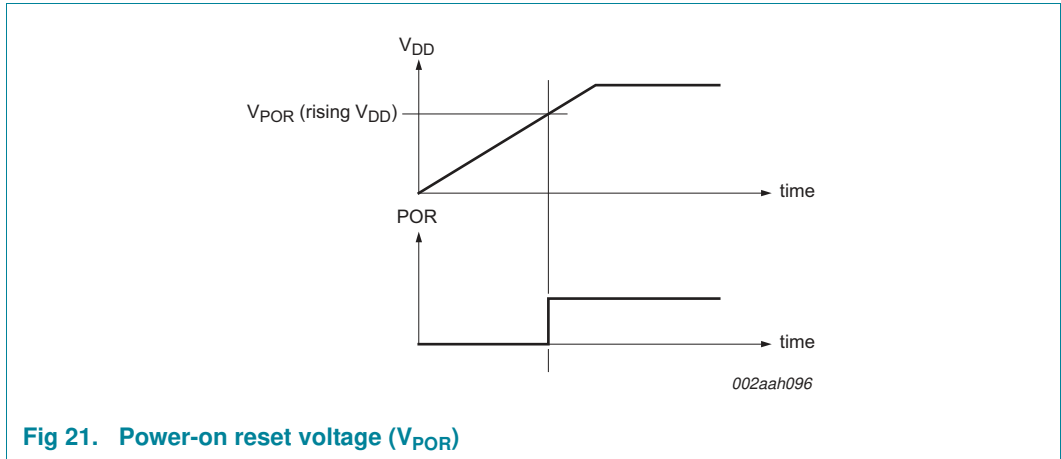 VDD
VPOR (rising VDD)
time
POR
time
002aah096
Fig 21. Power-on reset voltage (VPOR)